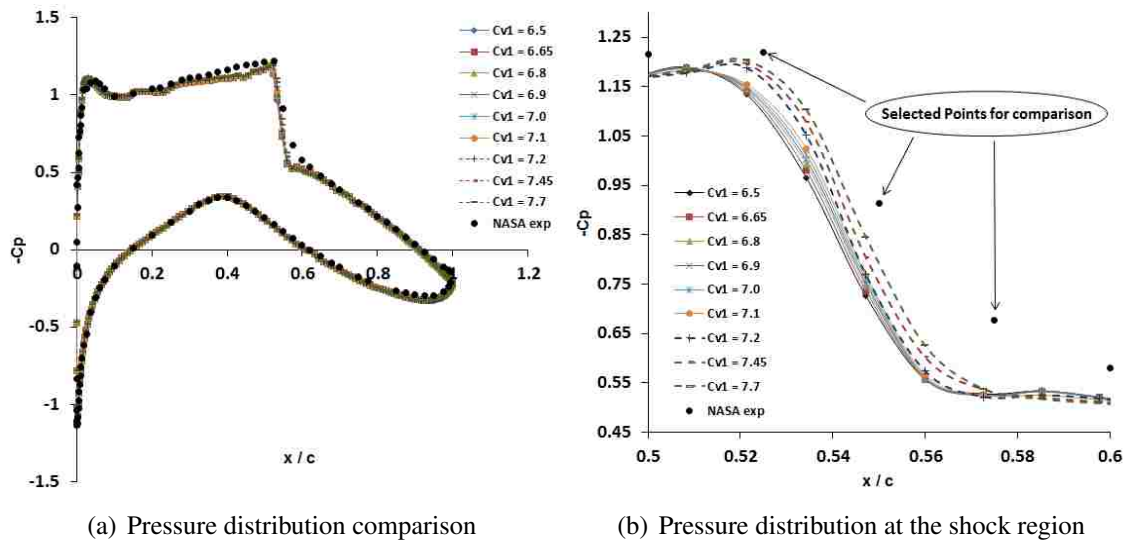 1.5
1
0.5
0
-0.5
-1
-1.5
-Cp
0 0.2 0.4 0.6 0.8 1 1.2
x / c
Cv1 = 6.5
Cv1 = 6.65
Cv1 = 6.8
Cv1 = 6.9
Cv1 = 7.0
Cv1 = 7.1
Cv1 = 7.2
Cv1 = 7.45
Cv1 = 7.7
NASA exp
(a) Pressure distribution comparison
1.25
1.15
1.05
0.95
0.85
0.75
0.65
0.55
0.45
-Cp
Selected Points for comparison
Cv1 = 6.5
Cv1 = 6.65
Cv1 = 6.8
Cv1 = 6.9
Cv1 = 7.0
Cv1 = 7.1
Cv1 = 7.2
Cv1 = 7.45
Cv1 = 7.7
NASA exp
0.5 0.52 0.54 0.56 0.58 0.6
x / c
(b) Pressure distribution at the shock region